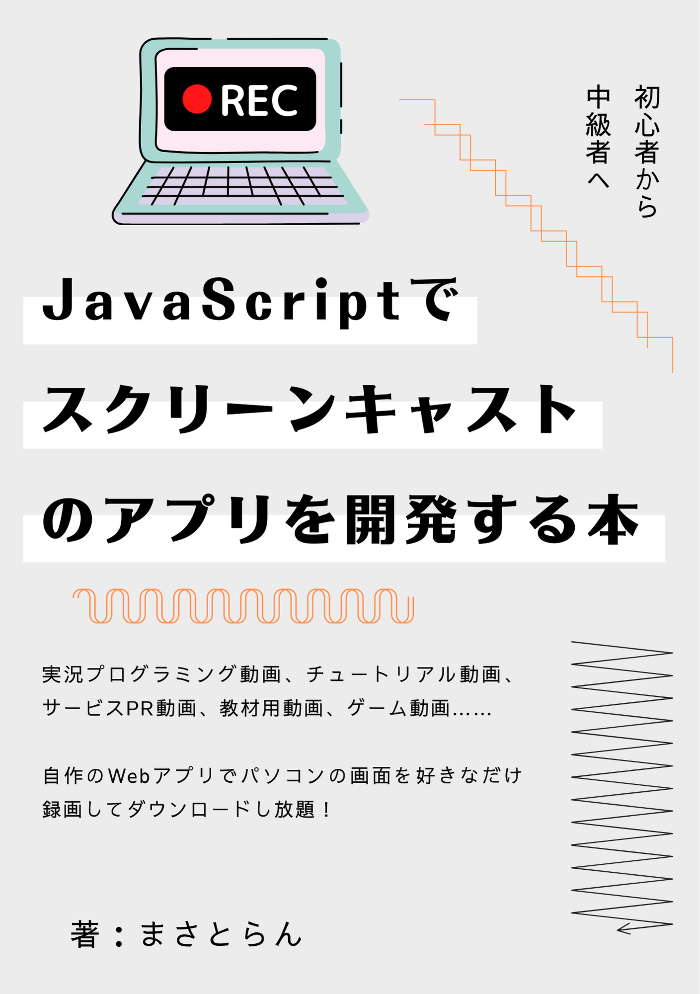 REC
初心者から
中級者へ
JavaScriptで
スクリーンキャスト
のアプリを開発する本
実況プログラミング動画、チュートリアル動画、
サービスPR動画、教材用動画、ゲーム動画……
自作のWebアプリでパソコンの画面を好きなだけ
録画してダウンロードし放題！
著：まさとらん